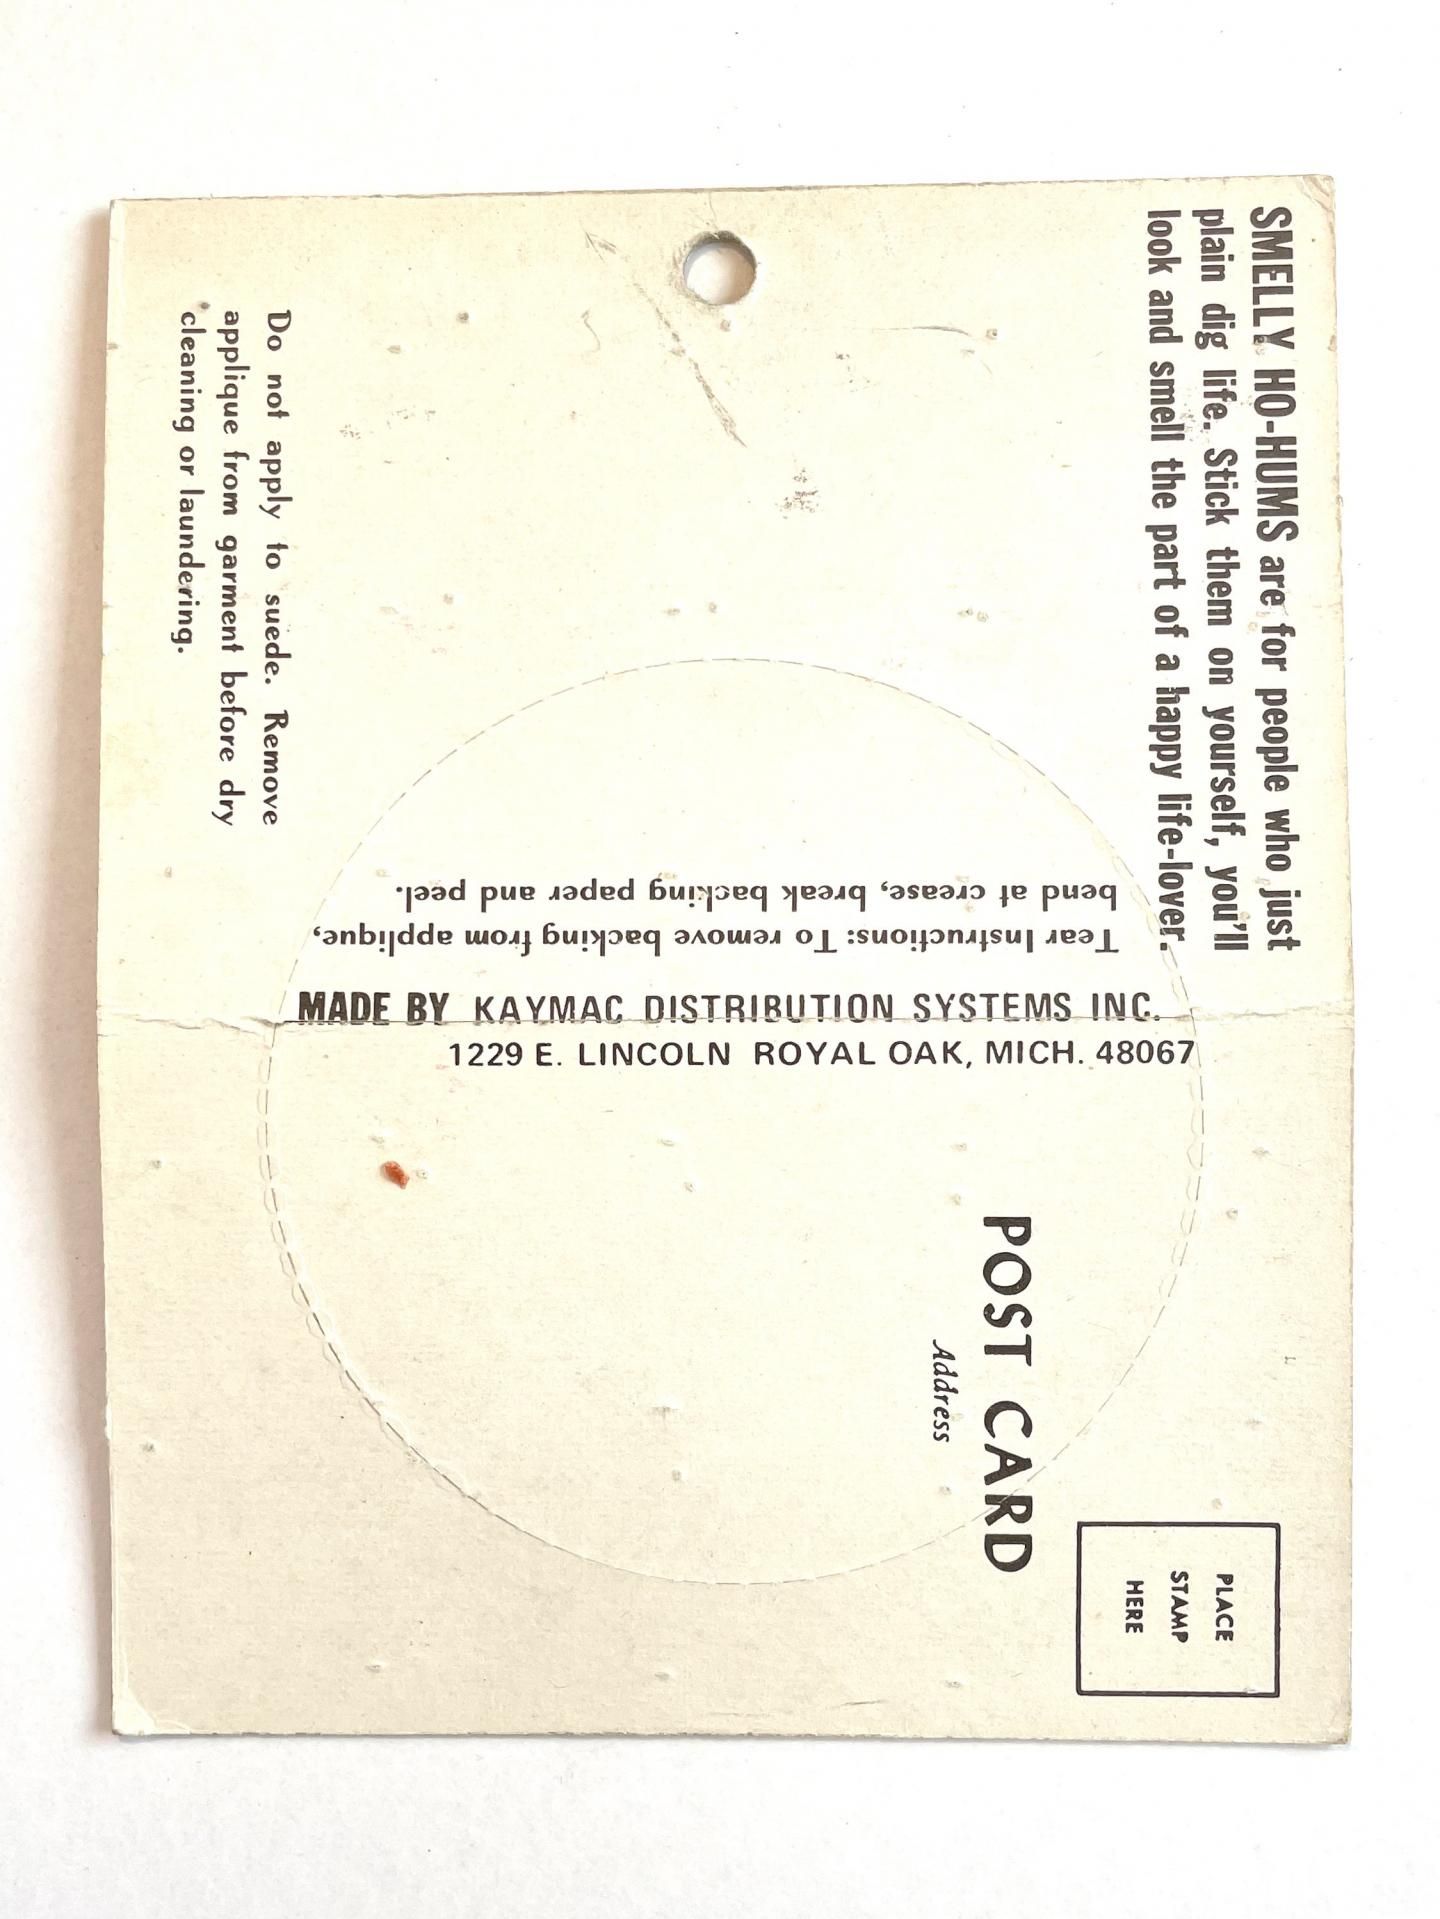 SMELLY HO-HUMS are for people who just
plain dig life. Stick them on yourself, you'll
look and smell the part of a happy life-lover.
Do not apply to suede. Remove
applique from garment before dry
cleaning or laundering.
Tear Instructions: To remove backing from applique,
bend at crease, break backing paper and peel.
MADE BY KAYMAC DISTRIBUTION SYSTEMS INC.
1229 E. LINCOLN ROYAL OAK, MICH. 48067
POST CARD
Address
PLACE
STAMP
HERE